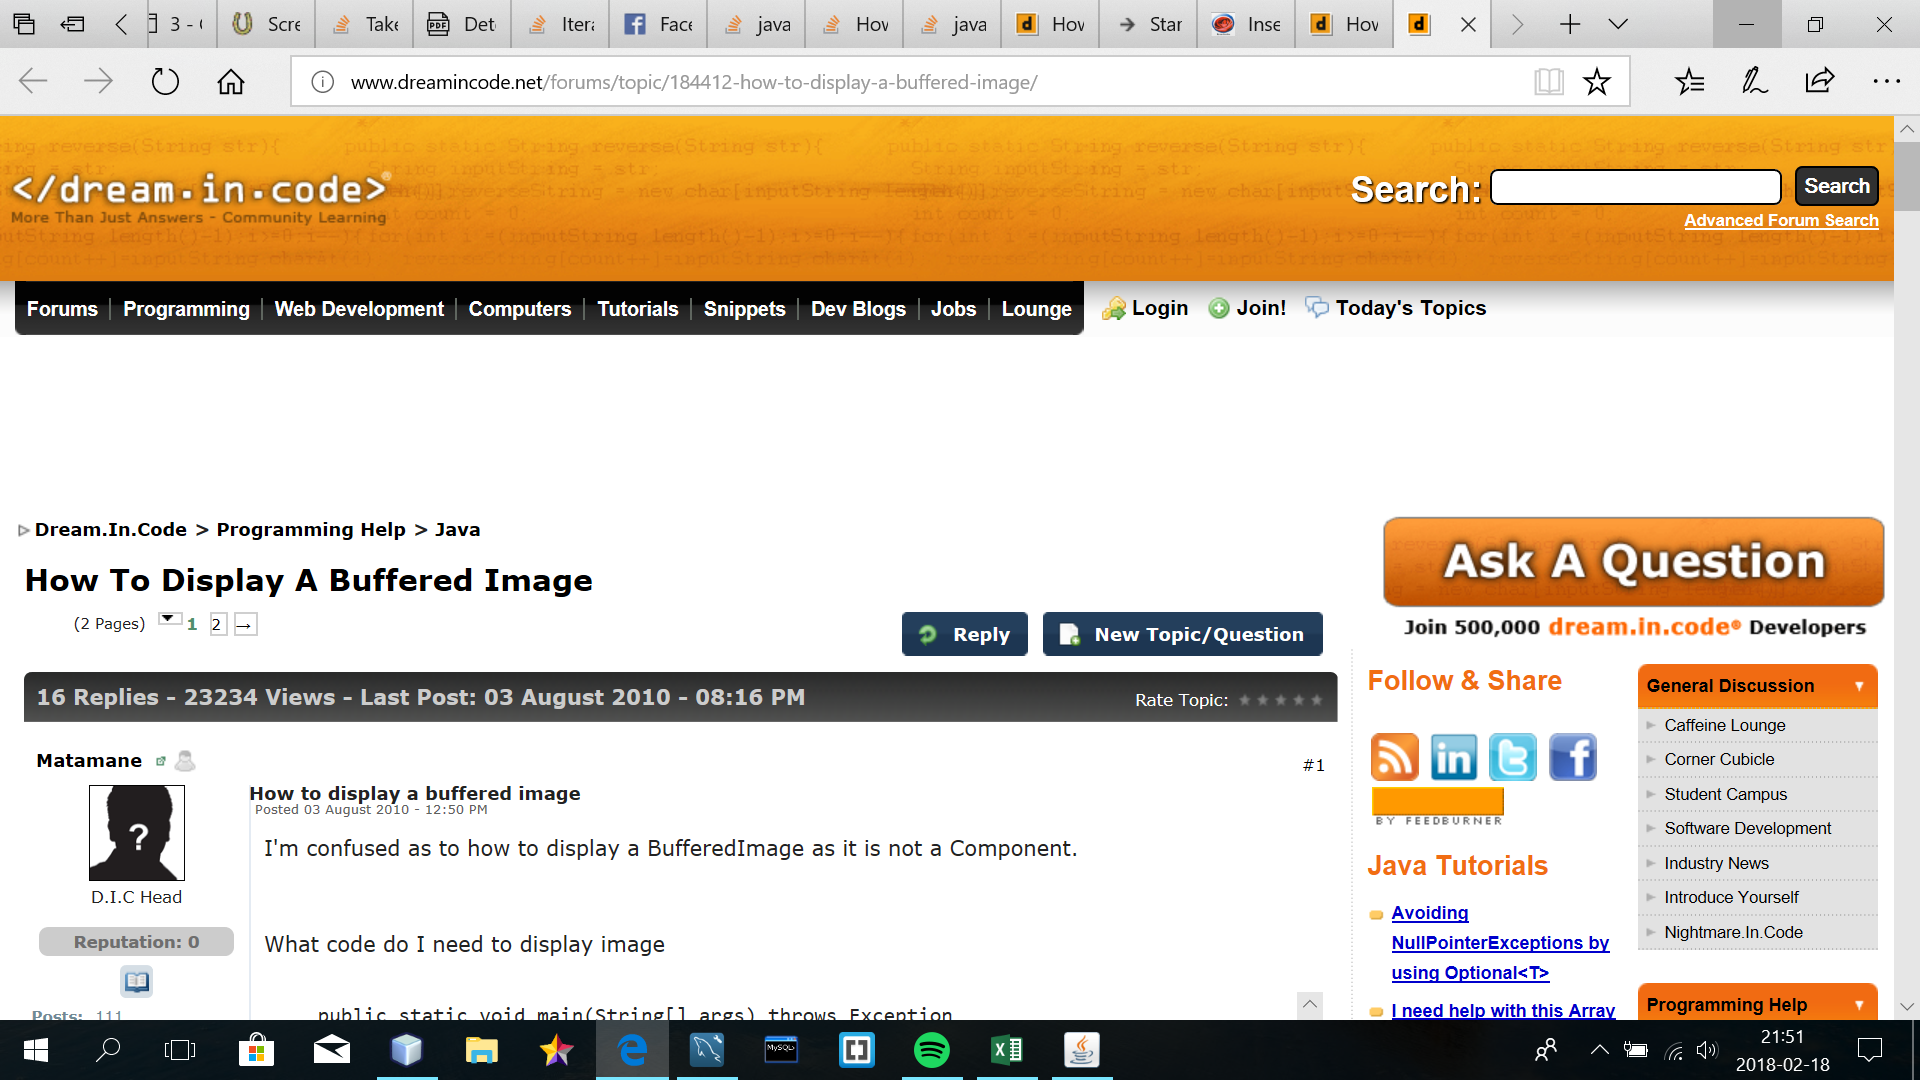 3 - (
Scre
Take
Det
Itera
Face
java
How
java
How
Star
Inse
How
www.dreamincode.net/forums/topic/184412-how-to-display-a-buffered-image/
</dream.in.code>
More Than Just Answers - Community Learning
Search:
Search
Advanced Forum Search
Forums
Programming
Web Development
Computers
Tutorials
Snippets
Dev Blogs
Jobs
Lounge
Login
Join!
Today's Topics
Dream.In.Code > Programming Help > Java
How To Display A Buffered Image
(2 Pages) 1 2 →
Reply
New Topic/Question
Ask A Question
Join 500,000 dream.in.code® Developers
16 Replies - 23234 Views - Last Post: 03 August 2010 - 08:16 PM
Rate Topic:
Matamane
#1
D.I.C Head
Reputation: 0
Posts: 111
How to display a buffered image
Posted 03 August 2010 - 12:50 PM
I'm confused as to how to display a BufferedImage as it is not a Component.
What code do I need to display image
public static void main(String[] args) throws Exception
Follow & Share
in
BY FEEDBURNER
Java Tutorials
Avoiding
NullPointerExceptions by
using Optional<T>
I need help with this Array
General Discussion
Caffeine Lounge
Corner Cubicle
Student Campus
Software Development
Industry News
Introduce Yourself
Nightmare.In.Code
Programming Help
MySQL>
21:51
2018-02-18